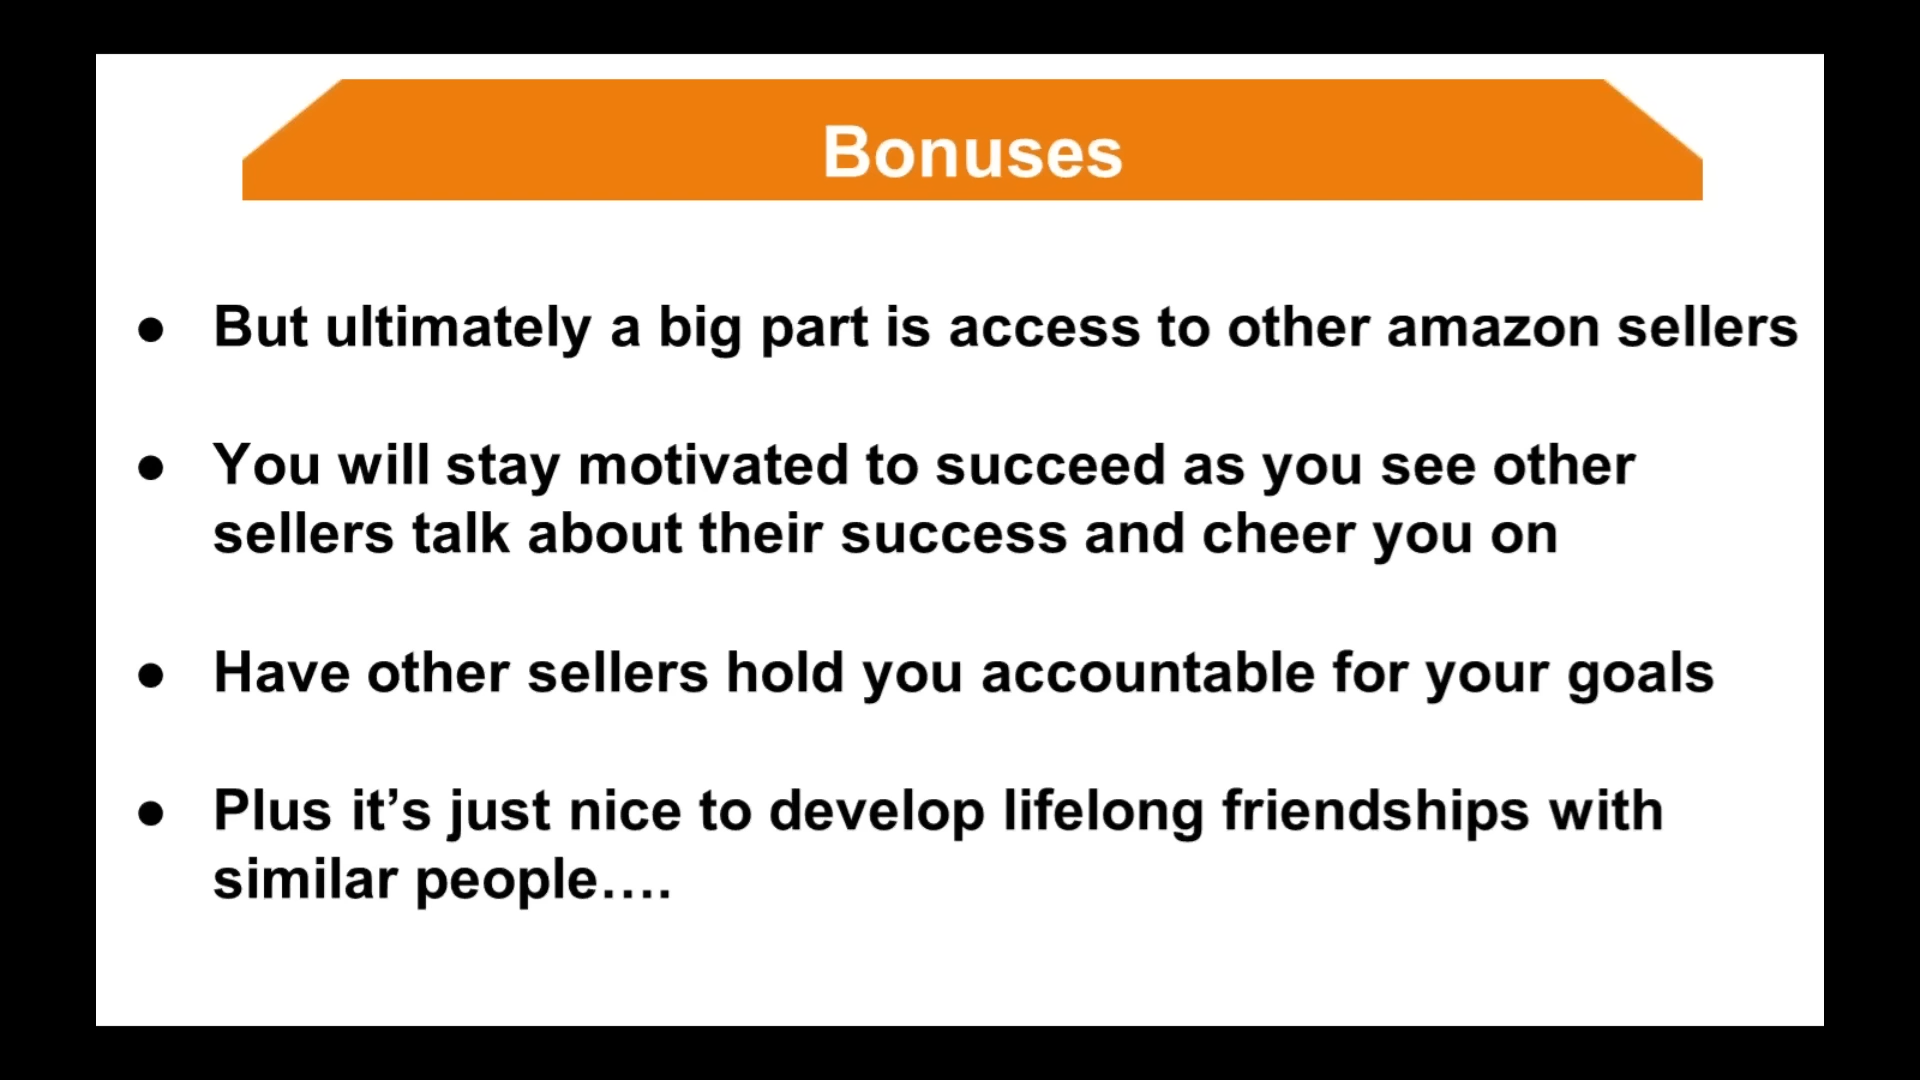 Bonuses
● But ultimately a big part is access to other amazon sellers
● You will stay motivated to succeed as you see other
sellers talk about their success and cheer you on
● Have other sellers hold you accountable for your goals
● Plus it’s just nice to develop lifelong friendships with
similar people….